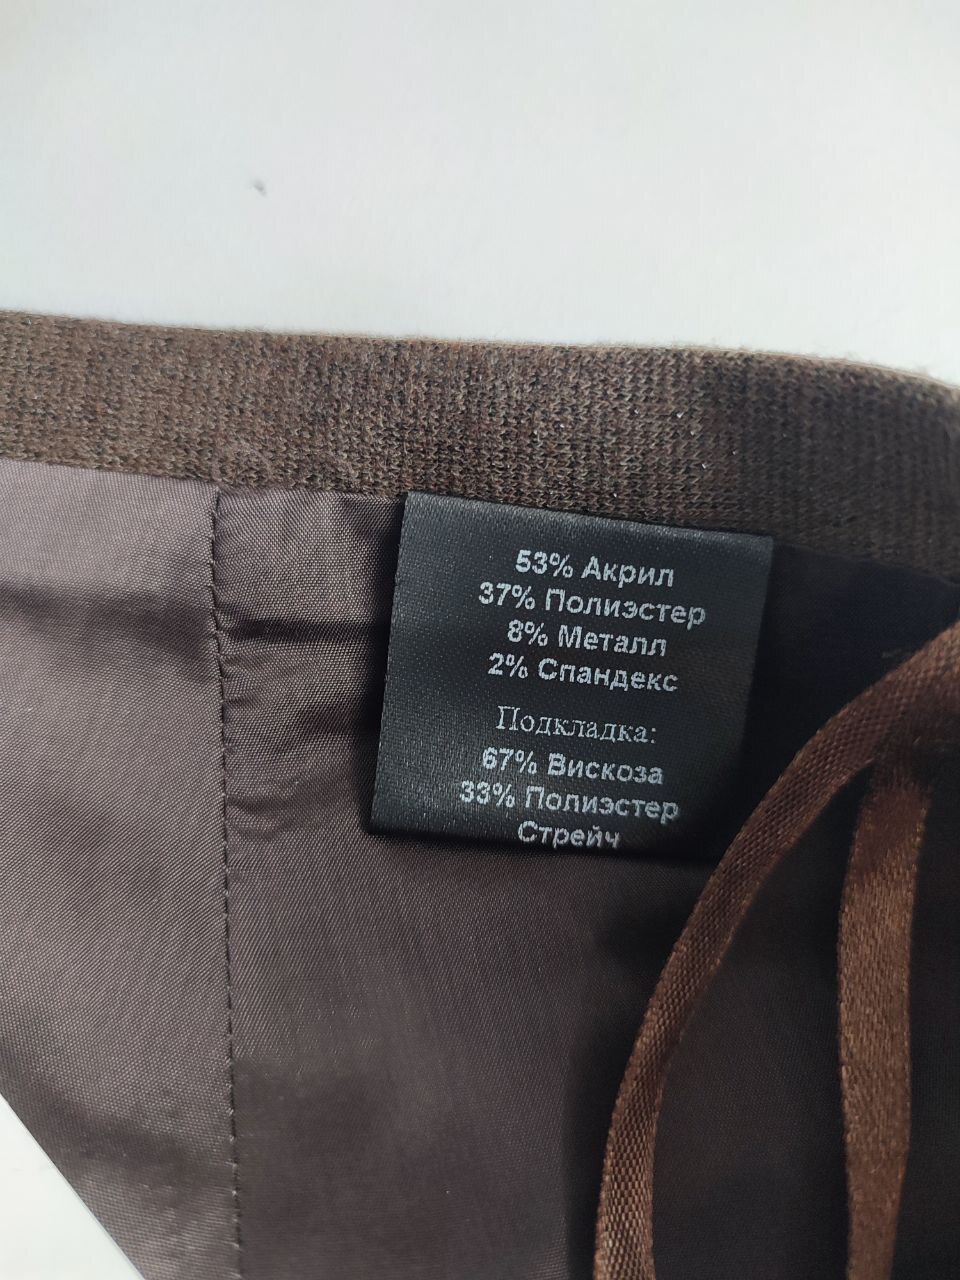 53% Акрил
37% Полиэстер
8% Металл
2% Спандекс
Подкладка:
67% Вискоза
33% Полиэстер
Стрейч